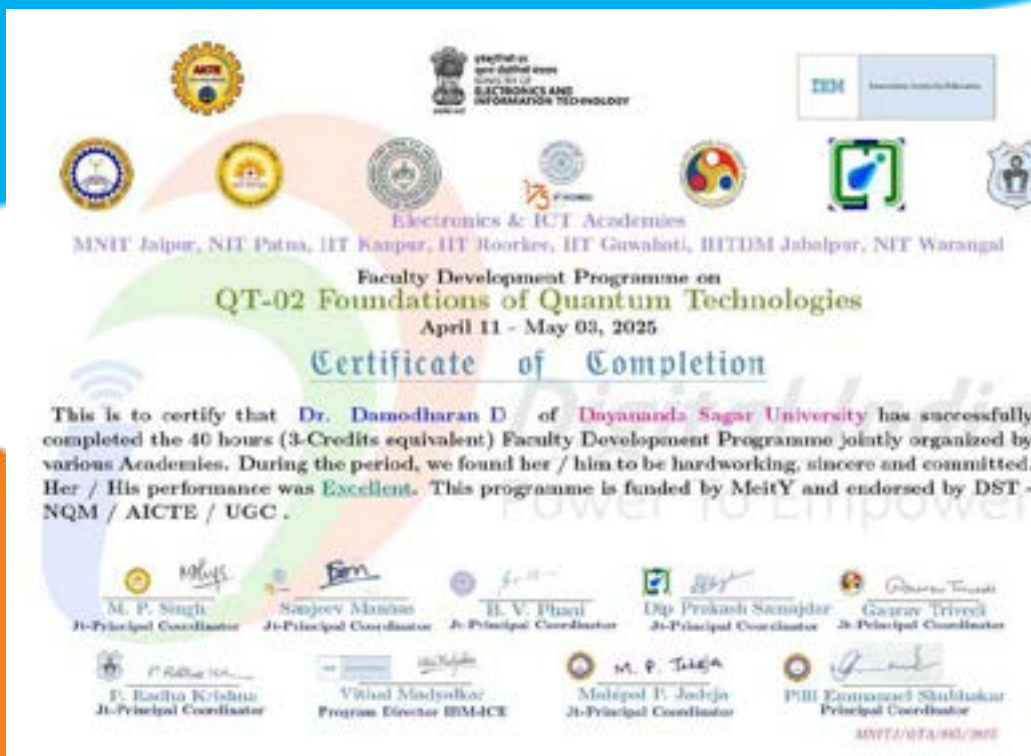 AICTE
ELECTRONICS AND
INFORMATION TECHNOLOGY
IBM
Electronics & ICT Academies
MNIT Jaipur, NIT Patna, IIT Kanpur, IIT Roorkee, IIT Guwahati, IIITDM Jabalpur, NIT Warangal
Faculty Development Programme on
QT-02 Foundations of Quantum Technologies
April 11 - May 03, 2025
Certificate of Completion
This is to certify that Dr. Damodharan D of Dayananda Sagar University has successfully
completed the 40 hours (3-Credits equivalent) Faculty Development Programme jointly organized by
various Academies. During the period, we found her / him to be hardworking, sincere and committed.
Her / His performance was Excellent. This programme is funded by MeitY and endorsed by DST -
NQM / AICTE / UGC .
Digital India
Power To Empower
M. P. Singh
Sanjeev Manhas
B. V. Phani
Dip Prakash Samajdar
Gaurav Trivedi
Jt-Principal Coordinator
Jt-Principal Coordinator
Jt-Principal Coordinator
Jt-Principal Coordinator
Jt-Principal Coordinator
P. Radha Krishna
Vithal Madyalkar
Mahipal P. Jadeja
Pilli Emmanuel Shubhakar
Jt-Principal Coordinator
Program Director IBM-ICE
Jt-Principal Coordinator
Principal Coordinator